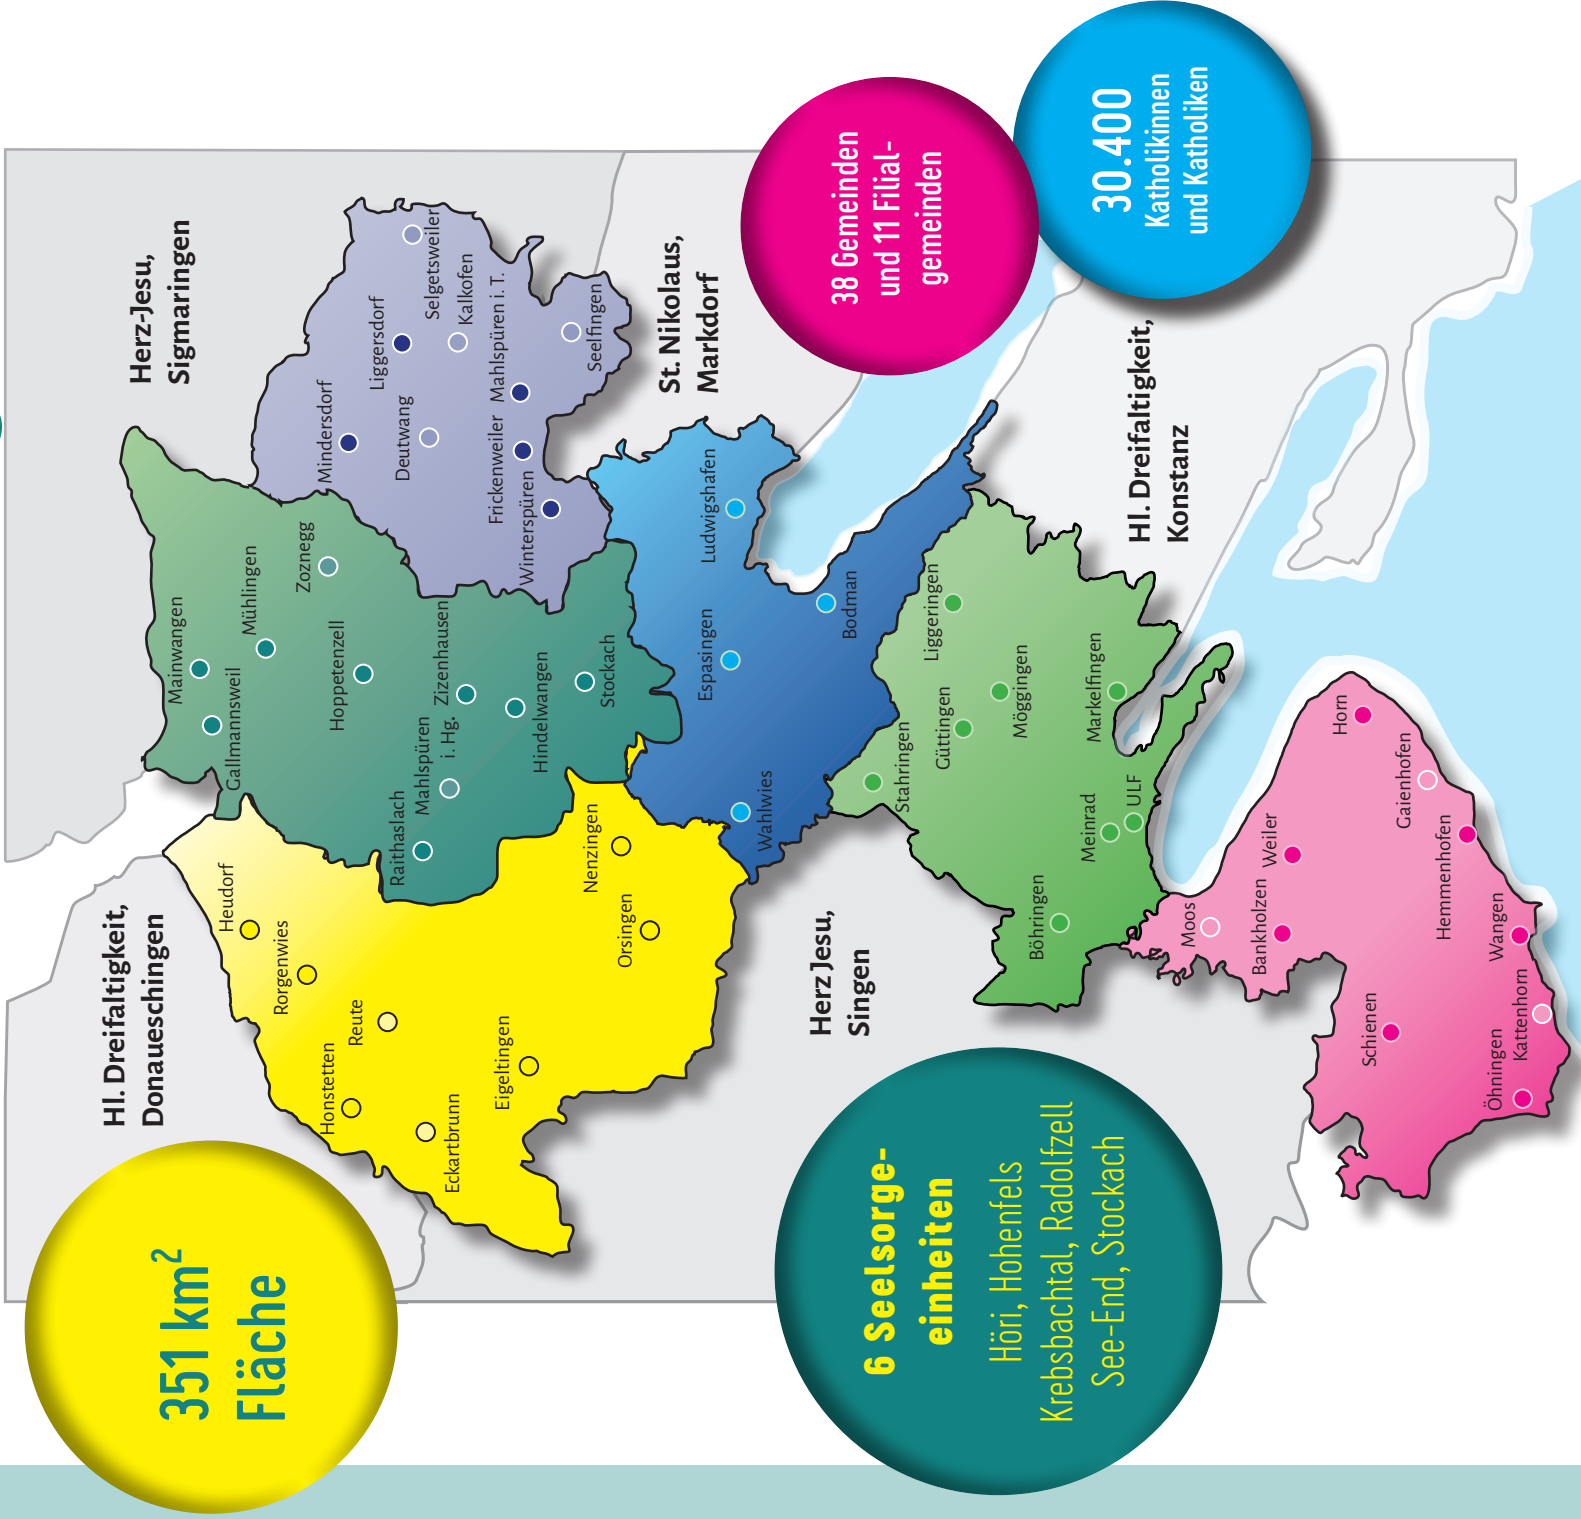 351 km²
Fläche
6 Seelsorge-
einheiten
Höri, Hohenfels
Krebsbachtal, Radolfzell
See-End, Stockach
38 Gemeinden
und 11 Filial-
gemeinden
30.400
Katholikinnen
und Katholiken
Hl. Dreifaltigkeit,
Donaueschingen
Herz-Jesu,
Sigmaringen
St. Nikolaus,
Markdorf
Herz Jesu,
Singen
Hl. Dreifaltigkeit,
Konstanz
Heudorf
Rorgenwies
Reute
Honstetten
Eckartbrunn
Eigeltingen
Nenzingen
Orsingen
Mainwangen
Gallmannsweil
Mühlingen
Zoznegg
Hoppetenzell
Raithaslach
Mahlspüren
i. Hg.
Zizenhausen
Hindelwangen
Stockach
Mindersdorf
Liggersdorf
Deutwang
Selgetsweiler
Kalkofen
Mahlspüren i. T.
Frickenweiler
Winterspüren
Seelfingen
Ludwigshafen
Espasingen
Wahlwies
Bodman
Stahringen
Liggeringen
Güttingen
Möggingen
Markelfingen
Meinrad
ULF
Böhringen
Moos
Bankholzen
Weiler
Horn
Gaienhofen
Hemmenhofen
Wangen
Schienen
Kattenhorn
Öhningen